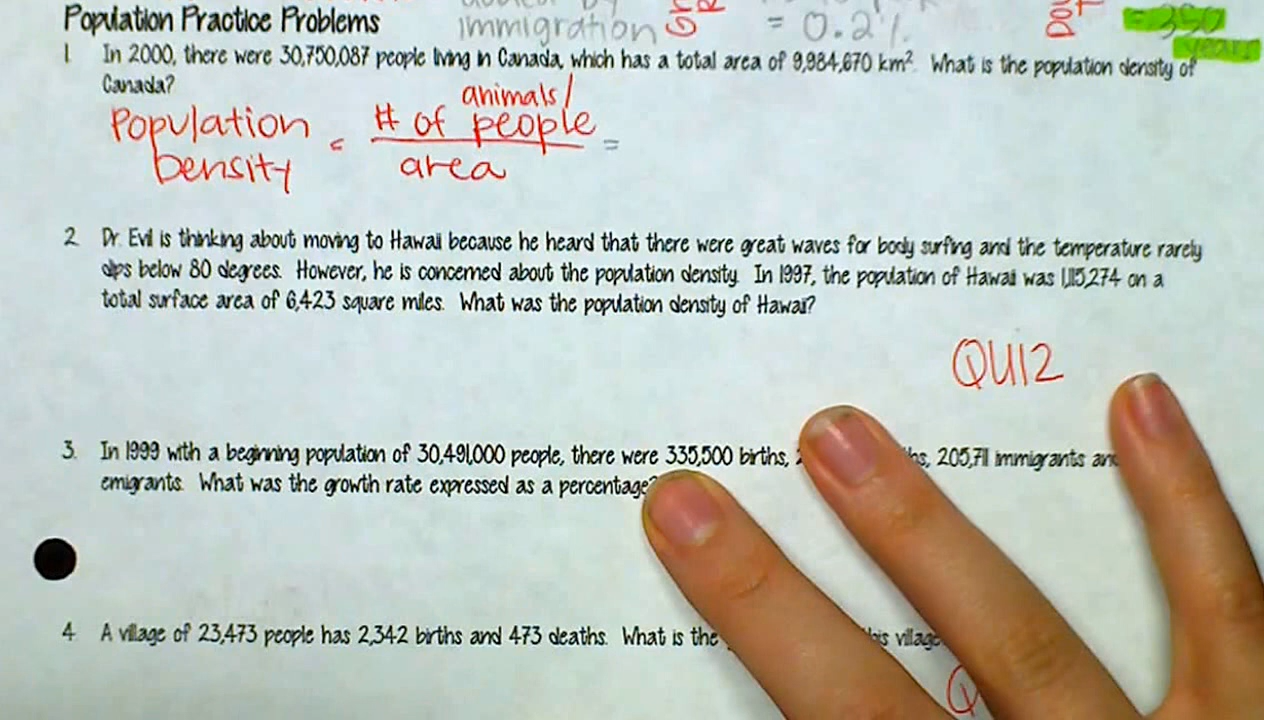 Population Practice Problems
immigration
= 0.2%
= 350
years
1 In 2000, there were 30,750,087 people living in Canada, which has a total area of 9,984,670 km². What is the population density of
Canada?
animals/
Population = # of people =
Density area
2. Dr. Evil is thinking about moving to Hawaii because he heard that there were great waves for body surfing and the temperature rarely
dips below 80 degrees. However, he is concerned about the population density. In 1997, the population of Hawaii was 1,115,274 on a
total surface area of 6,423 square miles. What was the population density of Hawaii?
QUIZ
3. In 1999 with a beginning population of 30,491,000 people, there were 335,500 births, 205,711 immigrants and
emigrants. What was the growth rate expressed as a percentage?
4 A village of 23,473 people has 2,342 births and 473 deaths. What is the village